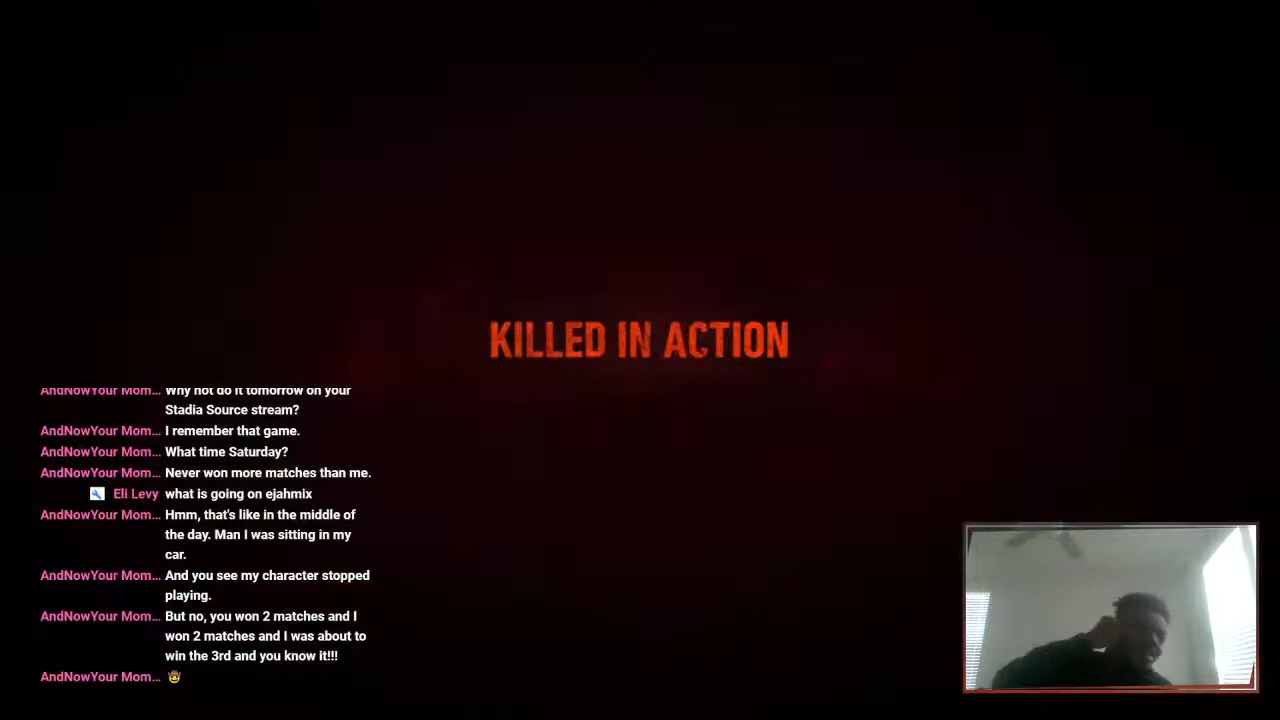 KILLED IN ACTION
AndNowYour Mom... Why not do it tomorrow on your
Stadia Source stream?
AndNowYour Mom... I remember that game.
AndNowYour Mom... What time Saturday?
AndNowYour Mom... Never won more matches than me.
Eli Levy what is going on ejahmix
AndNowYour Mom... Hmm, that's like in the middle of
the day. Man I was sitting in my
car.
AndNowYour Mom... And you see my character stopped
playing.
AndNowYour Mom... But no, you won 2 matches and I
won 2 matches and I was about to
win the 3rd and you know it!!!
AndNowYour Mom... 🤠